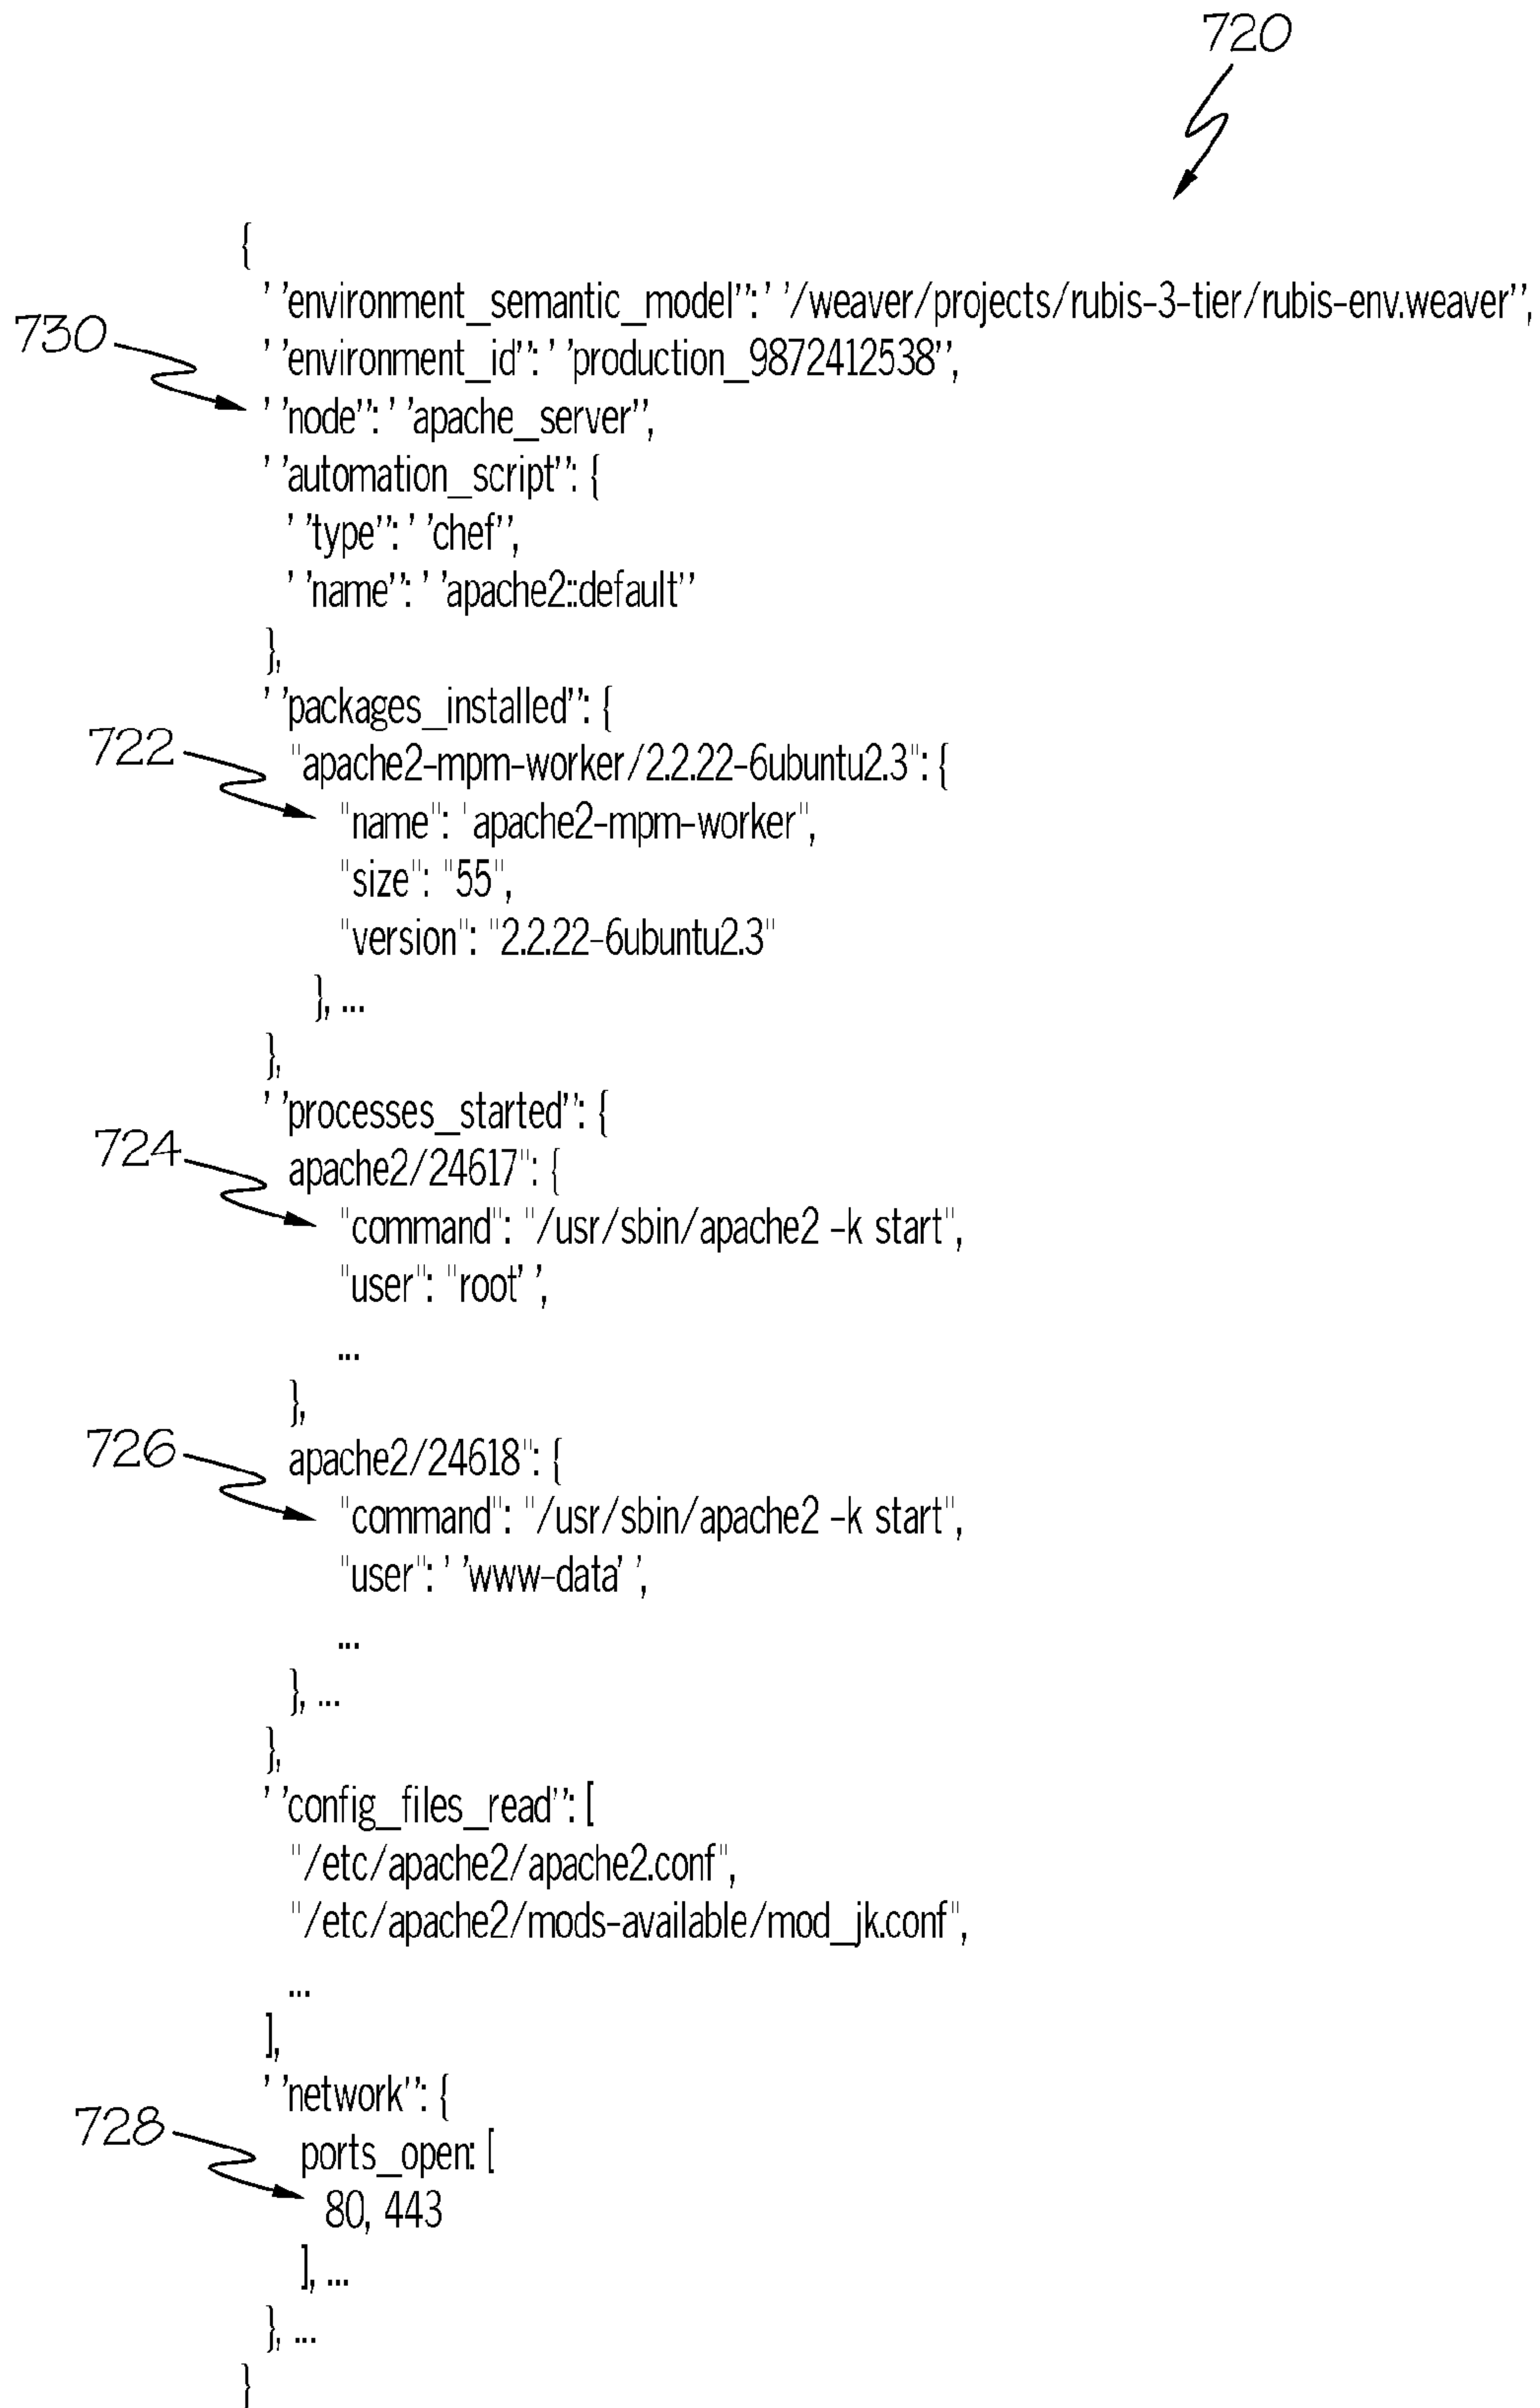 720
{
' 'environment_semantic_model'': ' '/weaver/projects/rubis-3-tier/rubis-env.weaver'',
730
' 'environment_id'': ' 'production_9872412538'',
' 'node'': ' 'apache_server'',
' 'automation_script'': {
' 'type'': ' 'chef'',
' 'name'': ' 'apache2::default''
},
' 'packages_installed'': {
722
"apache2-mpm-worker/2.2.22-6ubuntu2.3": {
"name": 'apache2-mpm-worker",
"size": "55",
"version": "2.2.22-6ubuntu2.3"
}, ...
},
' 'processes_started'': {
724
apache2/24617": {
"command": "/usr/sbin/apache2 -k start",
"user": "root' ',
...
},
726
apache2/24618": {
"command": "/usr/sbin/apache2 -k start",
"user": ' 'www-data' ',
...
}, ...
},
' 'config_files_read'': [
"/etc/apache2/apache2.conf",
"/etc/apache2/mods-available/mod_jk.conf",
...
],
' 'network'': {
728
ports_open: [
80, 443
], ...
}, ...
}